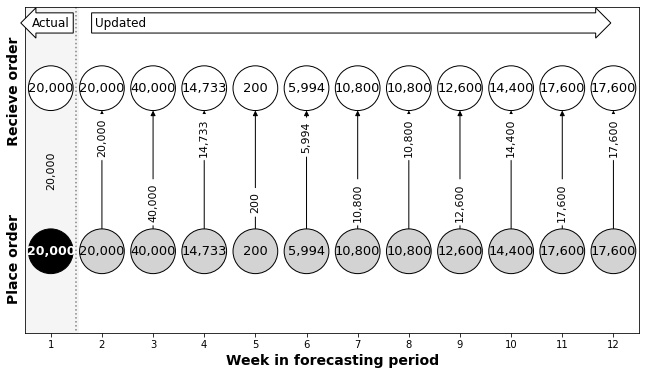 Actual
Updated
Recieve order
20,000 20,000 40,000 14,733 200 5,994 10,800 10,800 12,600 14,400 17,600 17,600
20,000
20,000
40,000
14,733
200
5,994
10,800
10,800
12,600
14,400
17,600
17,600
Place order
20,000 20,000 40,000 14,733 200 5,994 10,800 10,800 12,600 14,400 17,600 17,600
1 2 3 4 5 6 7 8 9 10 11 12
Week in forecasting period